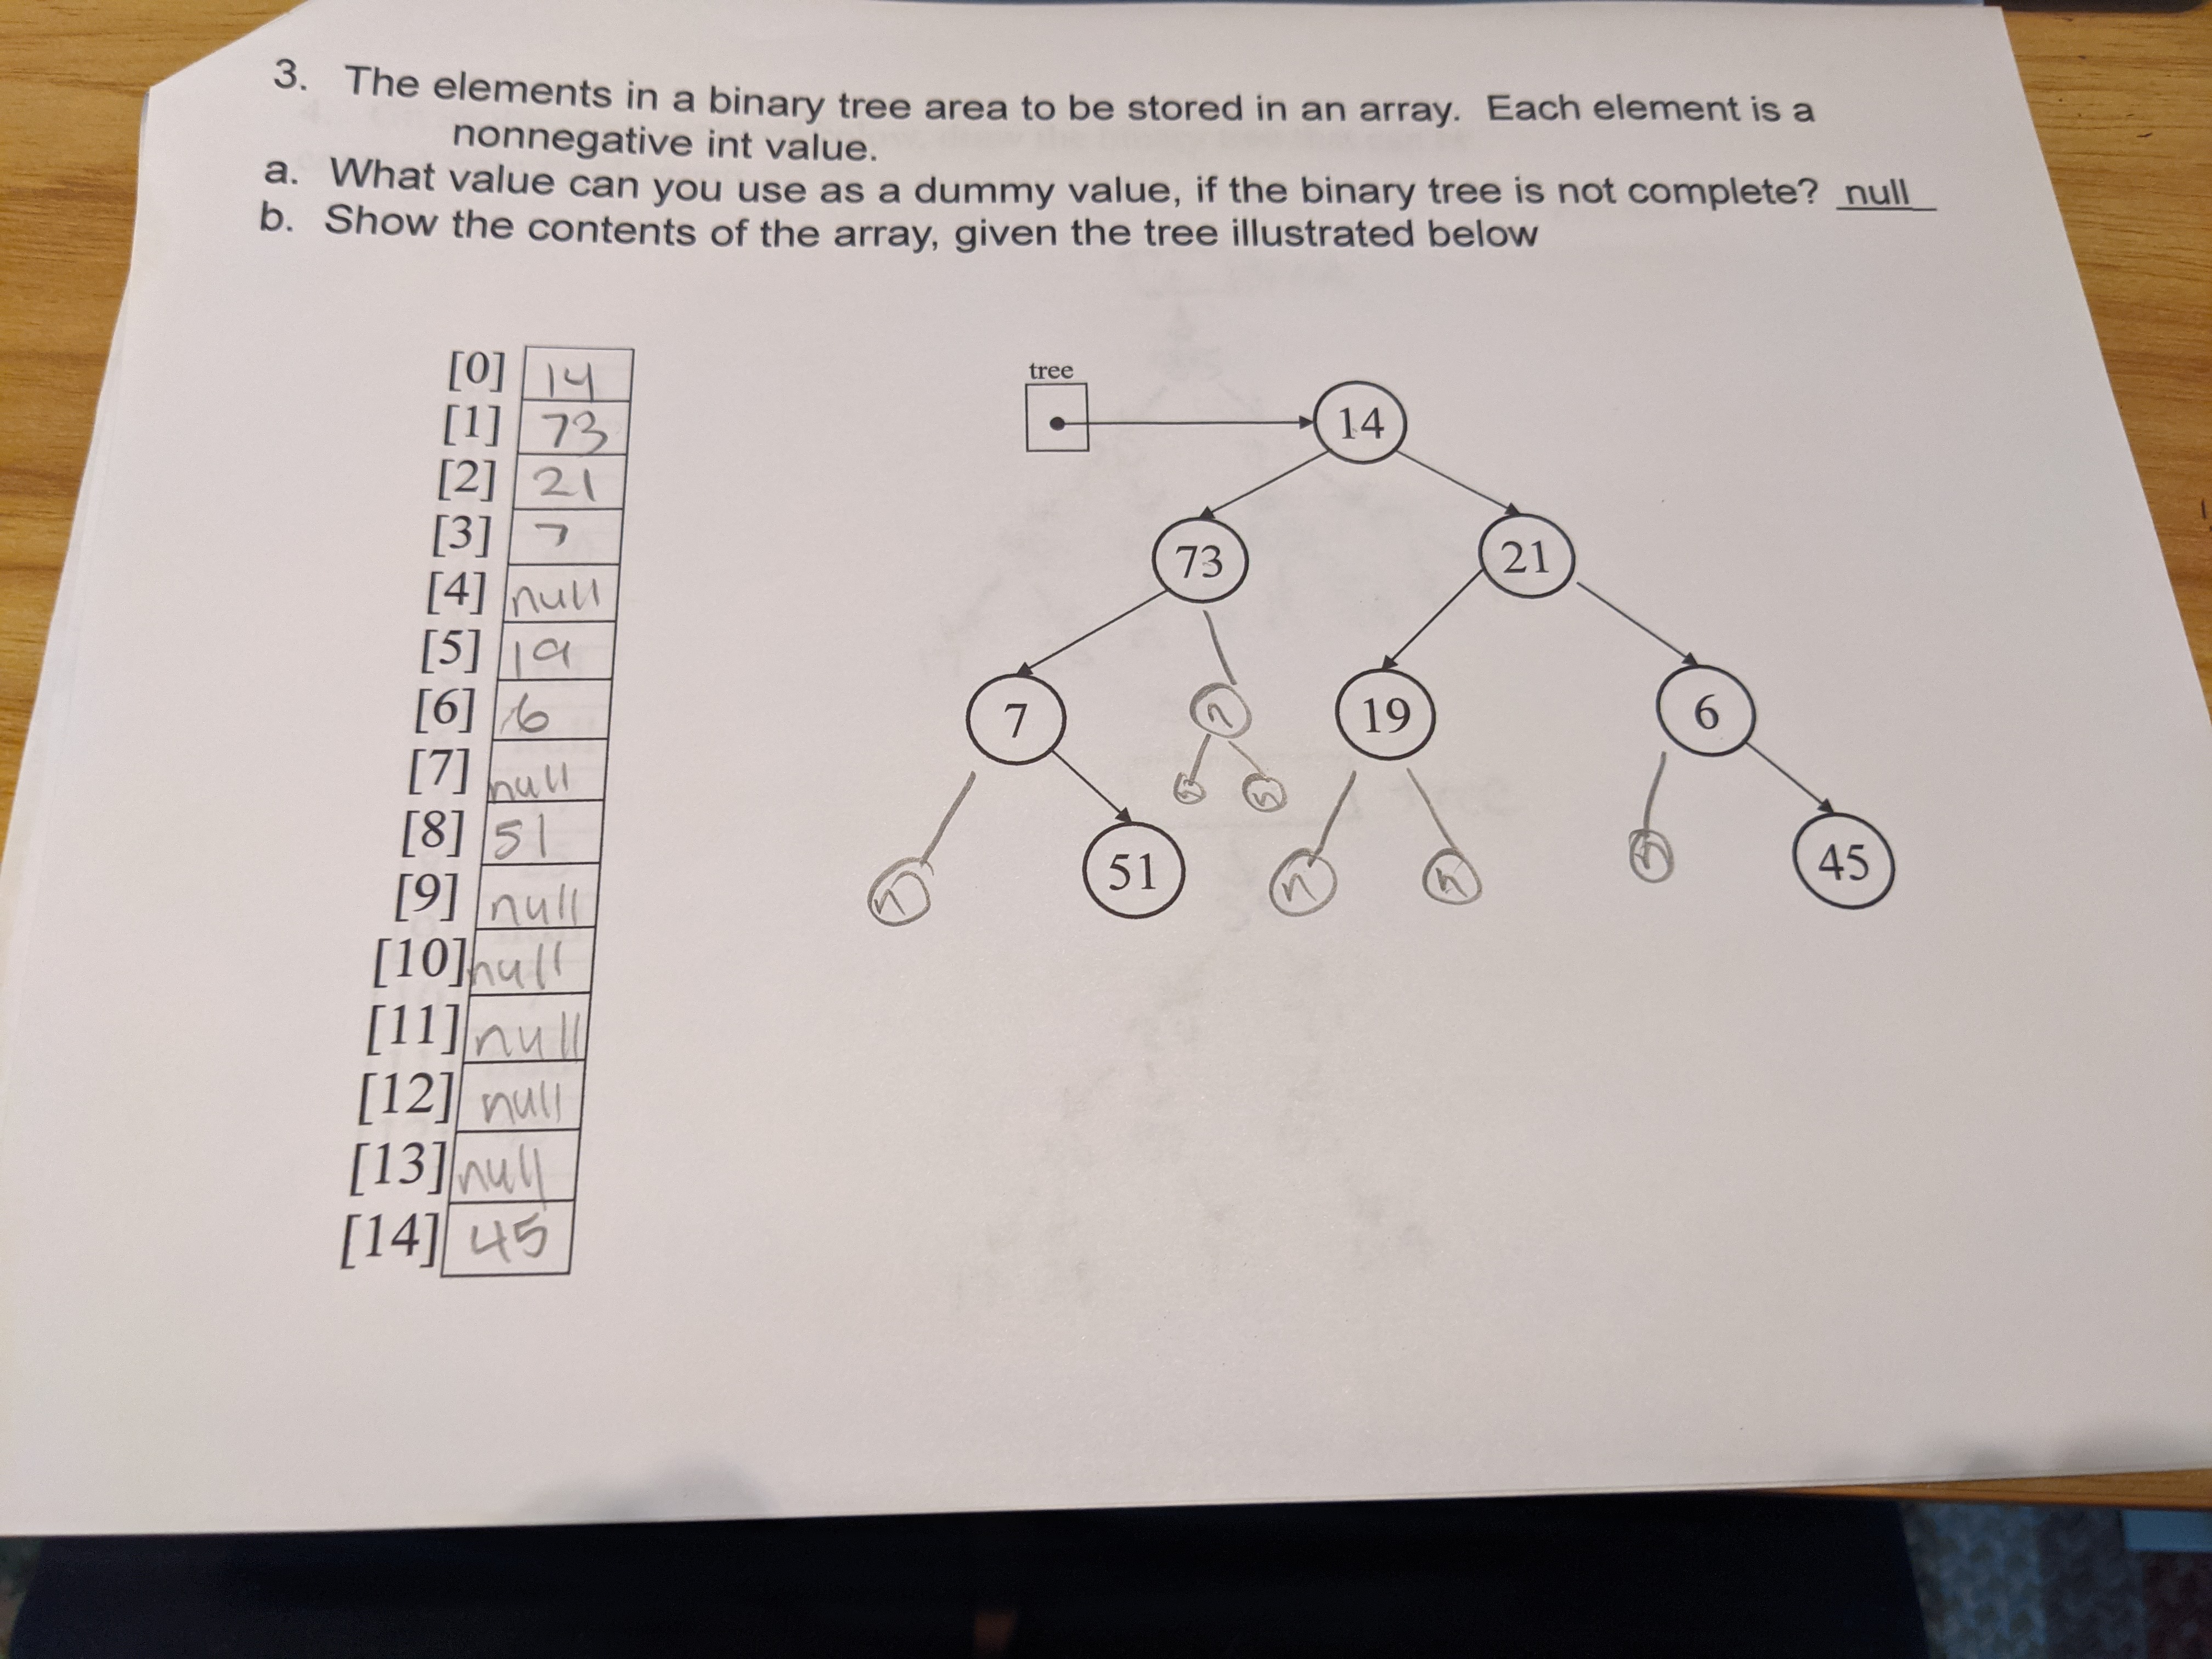 3. The elements in a binary tree area to be stored in an array. Each element is a
nonnegative int value.
a. What value can you use as a dummy value, if the binary tree is not complete? null
b. Show the contents of the array, given the tree illustrated below
[0] 14
[1] 73
[2] 21
[3] 7
[4] null
[5] 19
[6] 6
[7] null
[8] 51
[9] null
[10] null
[11] null
[12] null
[13] null
[14] 45
tree
14
73 21
7 n 19 6
n n
n 51 n n n 45